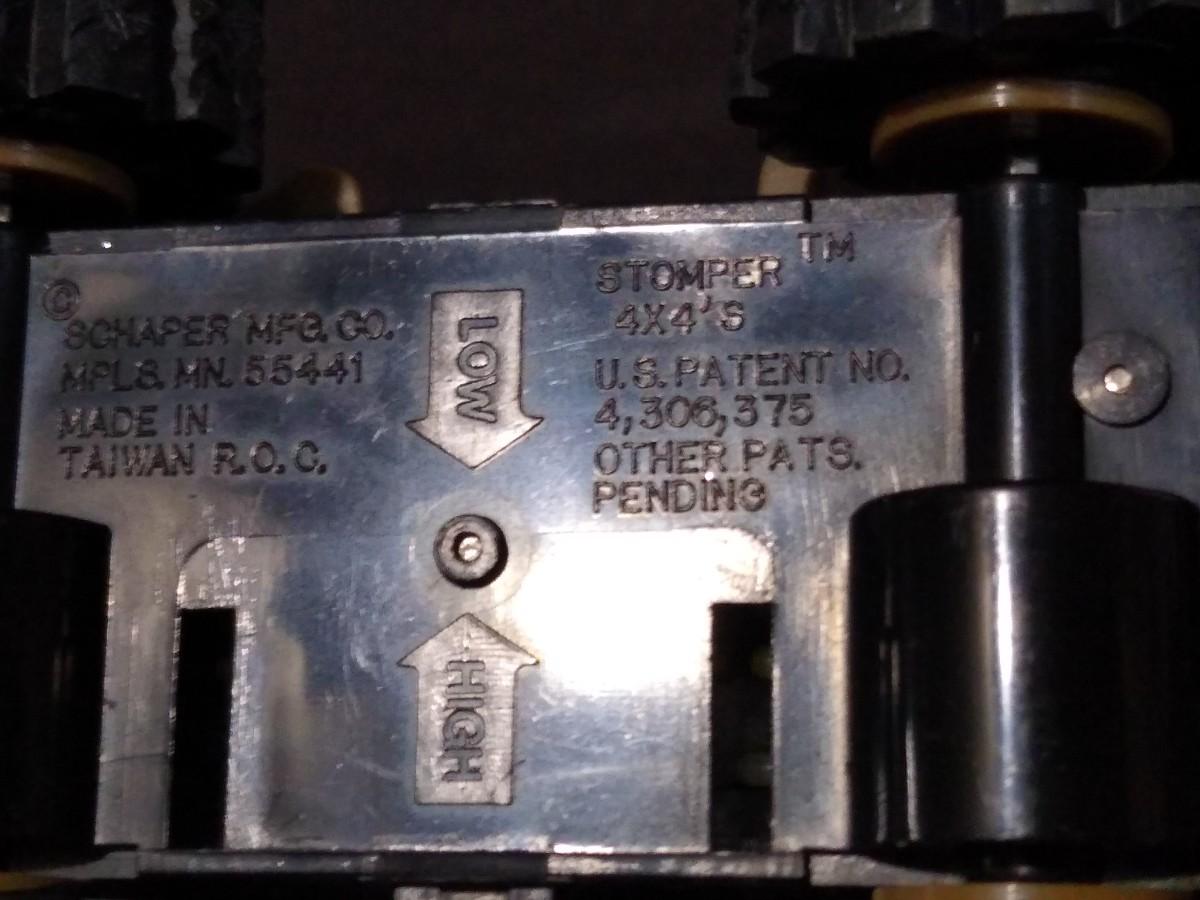 ©
SCHAPER MFG. CO.
MPLS. MN. 55441
MADE IN
TAIWAN R.O.C.
LOW
HIGH
STOMPER TM
4X4'S
U.S. PATENT NO.
4,306,375
OTHER PATS.
PENDING